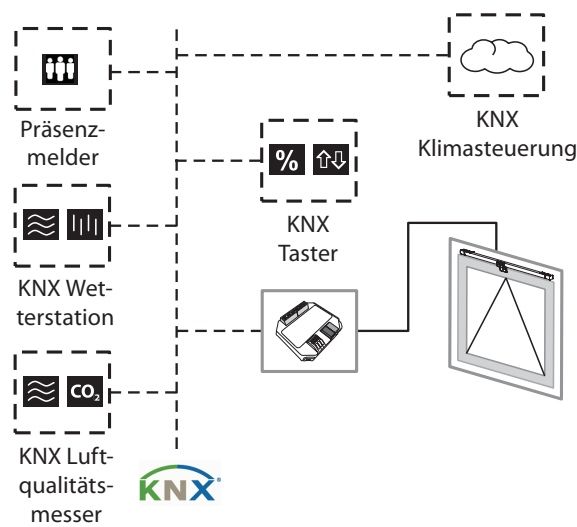 Präsenz-
melder
KNX
Klimasteuerung
%
KNX
Taster
KNX Wet-
terstation
CO₂
KNX Luft-
qualitäts-
messer
KNX®